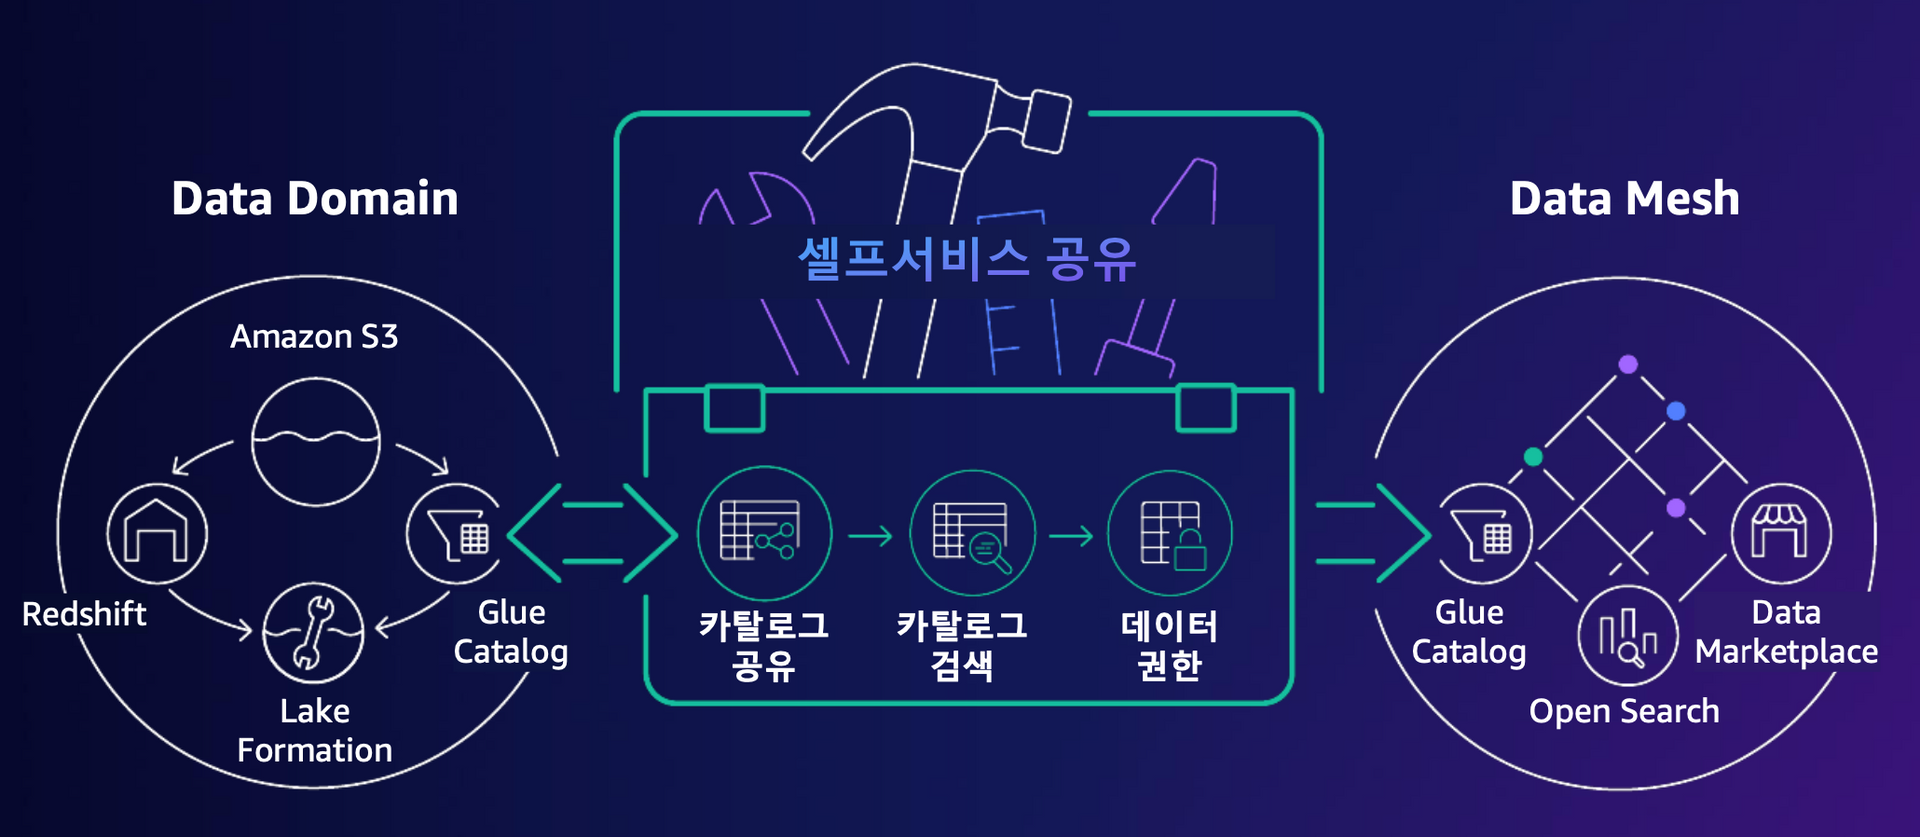 Data Domain
Amazon S3
Redshift
Glue
Catalog
Lake
Formation
셀프서비스 공유
카탈로그
공유
카탈로그
검색
데이터
권한
Data Mesh
Glue
Catalog
Open Search
Data
Marketplace